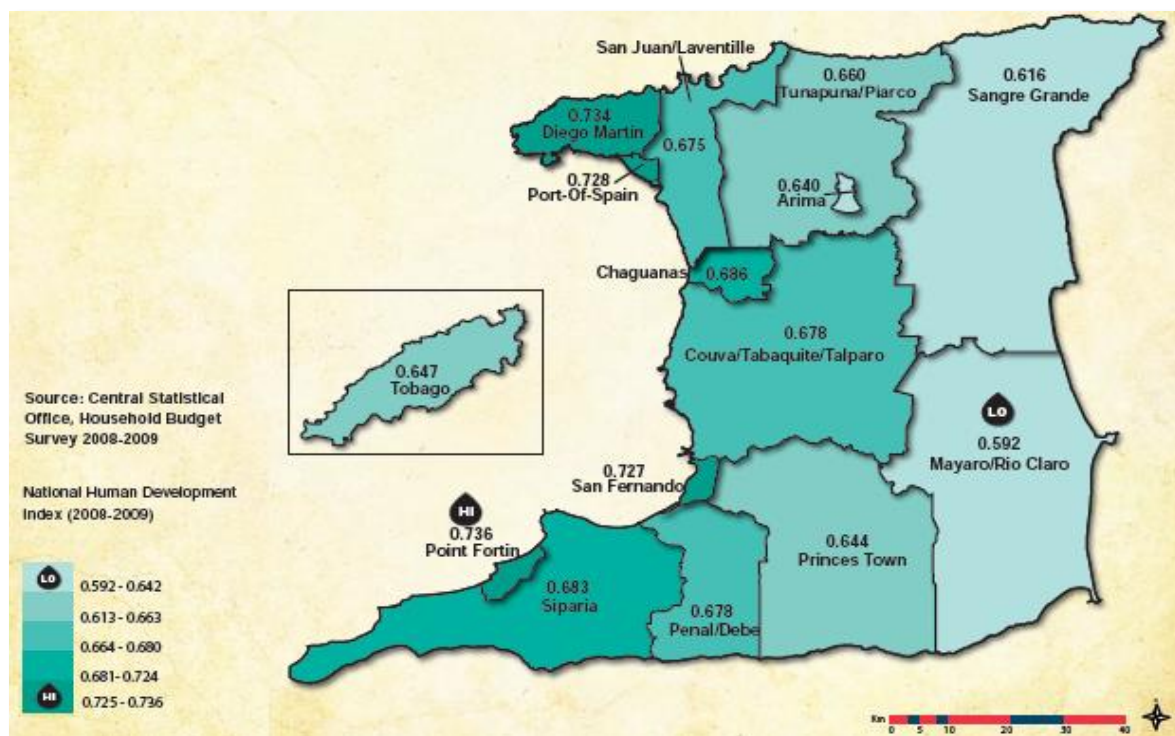 San Juan/Laventille
0.660
Tunapuna/Piarco
0.616
Sangre Grande
0.734
Diego Martin
0.675
0.728
Port-Of-Spain
0.640
Arima
Chaguanas
0.686
0.678
Couva/Tabaquite/Talparo
0.647
Tobago
Source: Central Statistical
Office, Household Budget
Survey 2008-2009
LO
0.592
Mayaro/Rio Claro
0.727
San Fernando
National Human Development
Index (2008-2009)
HI
0.736
Point Fortin
0.644
Princes Town
0.683
Siparia
0.678
Penal/Debe
LO
0.592 - 0.642
0.613 - 0.663
0.664 - 0.680
0.681 - 0.724
HI
0.725 - 0.736
Km
0 5 10 20 30 40